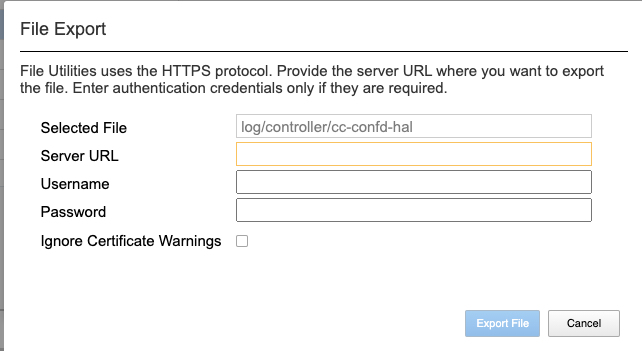 File Export
File Utilities uses the HTTPS protocol. Provide the server URL where you want to export
the file. Enter authentication credentials only if they are required.
Selected File log/controller/cc-confd-hal
Server URL
Username
Password
Ignore Certificate Warnings
Export File Cancel